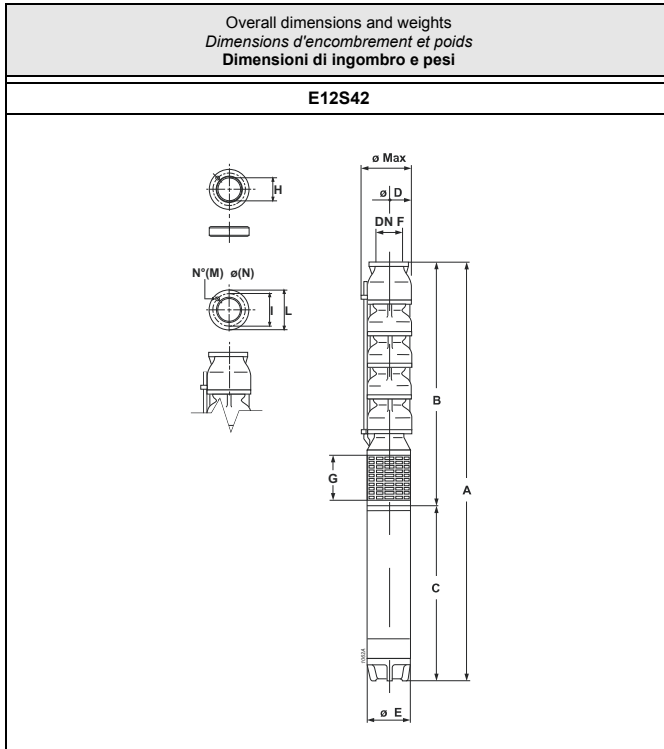 Overall dimensions and weights
Dimensions d'encombrement et poids
Dimensioni di ingombro e pesi
E12S42
ø Max
ø D
DN F
H
N°(M) ø(N)
I
L
B
A
G
C
ø E